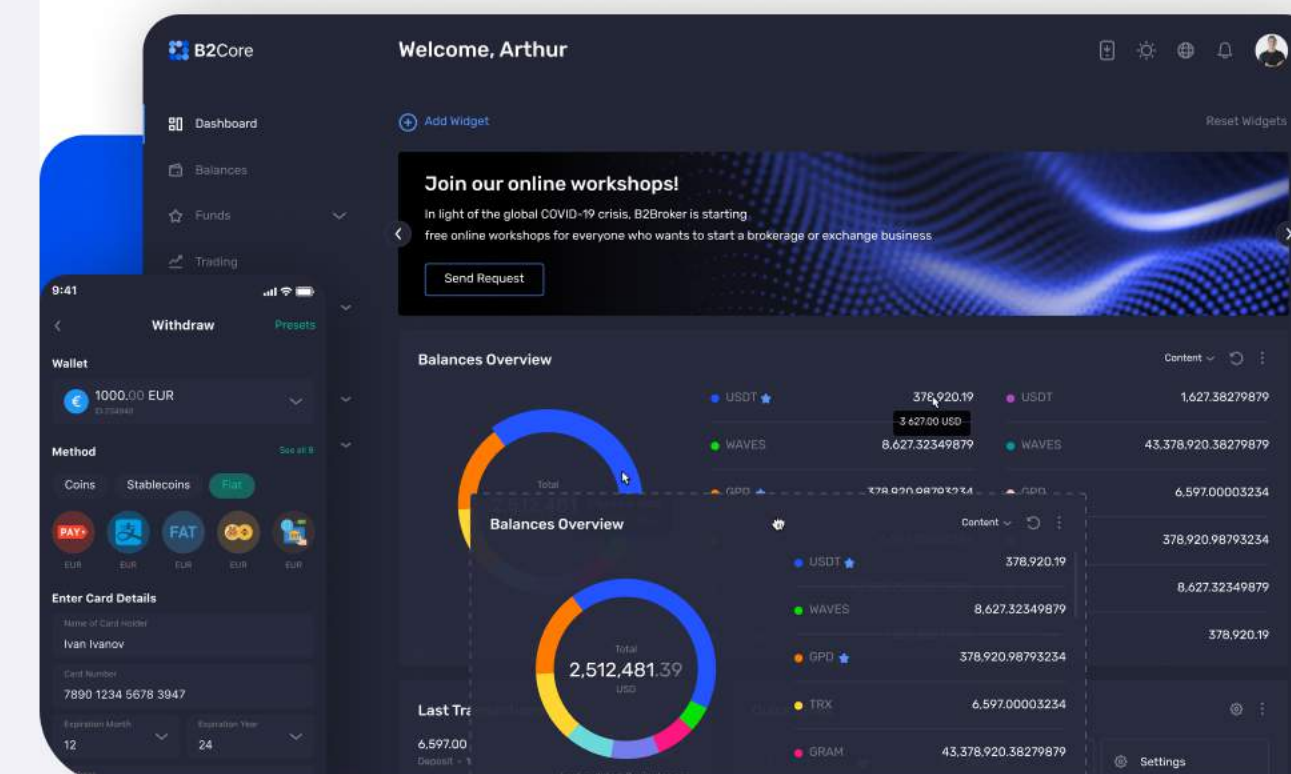 B2Core
Welcome, Arthur
Dashboard
Add Widget
Reset Widgets
Balances
Join our online workshops!
In light of the global COVID-19 crisis, B2Broker is starting
free online workshops for everyone who wants to start a brokerage or exchange business
Funds
Trading
Send Request
9:41
Withdraw
Presets
Wallet
1000.00 EUR
Method
See all 8
Coins
Stablecoins
Fiat
PAY+
FAT
EUR
EUR
EUR
EUR
EUR
Enter Card Details
Name of Card Holder
Ivan Ivanov
Card Number
7890 1234 5678 3947
Expiration Month
12
Expiration Year
24
Balances Overview
Content
USDT
378,920.19
3 627.00 USD
USDT
1,627.38279879
WAVES
8,627.32349879
WAVES
43,378,920.38279879
GPD
378,920.98793234
GPD
6,597.00003234
378,920.98793234
8,627.32349879
378,920.19
Total
Balances Overview
Content
Total
2,512,481.39
USD
USDT
378,920.19
WAVES
8,627.32349879
GPD
378,920.98793234
TRX
6,597.00003234
GRAM
43,378,920.38279879
Last Tra
6,597.00
Deposit
Settings